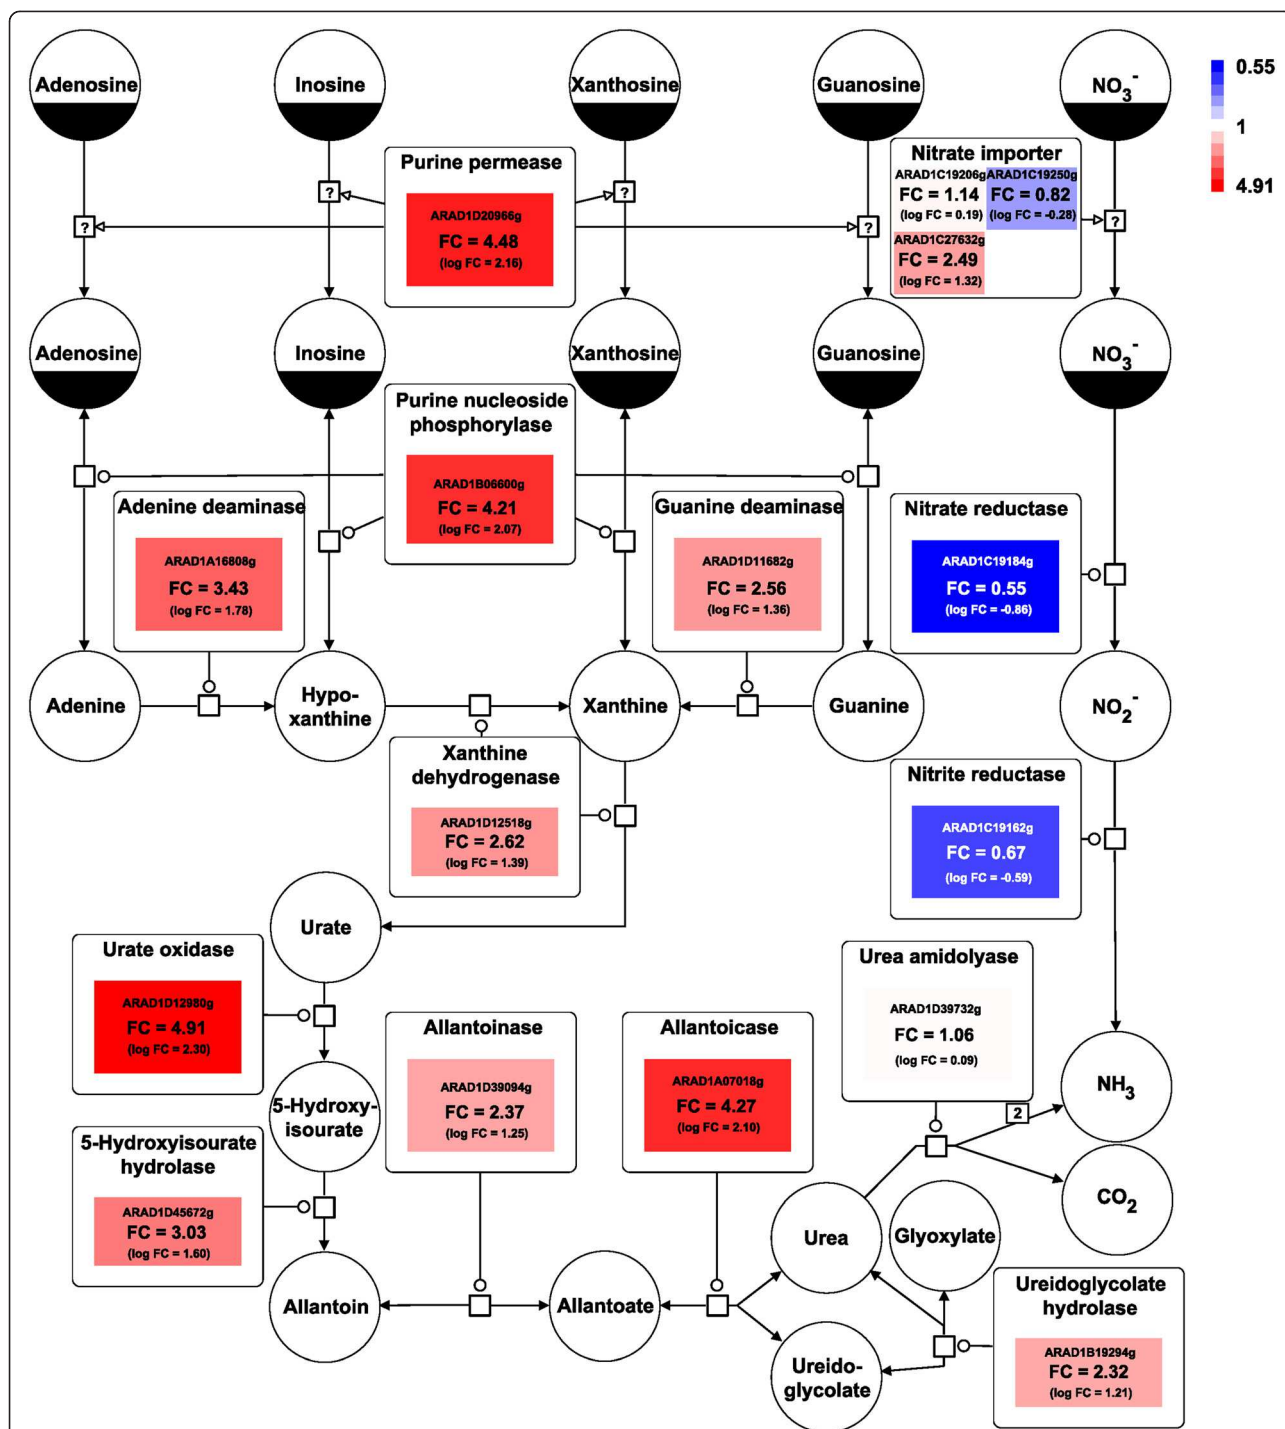 Adenosine
Inosine
Xanthosine
Guanosine
NO3-
0.55
1
4.91
Purine permease
ARAD1D20966g
FC = 4.48
(log FC = 2.16)
Nitrate importer
ARAD1C19206g
FC = 1.14
(log FC = 0.19)
ARAD1C19250g
FC = 0.82
(log FC = -0.28)
ARAD1C27632g
FC = 2.49
(log FC = 1.32)
?
?
?
?
?
Adenosine
Inosine
Xanthosine
Guanosine
NO3-
Purine nucleoside
phosphorylase
ARAD1B06600g
FC = 4.21
(log FC = 2.07)
Adenine deaminase
ARAD1A16808g
FC = 3.43
(log FC = 1.78)
Guanine deaminase
ARAD1D11682g
FC = 2.56
(log FC = 1.36)
Nitrate reductase
ARAD1C19184g
FC = 0.55
(log FC = -0.86)
Adenine
Hypo-
xanthine
Xanthine
Guanine
NO2-
Xanthine
dehydrogenase
ARAD1D12518g
FC = 2.62
(log FC = 1.39)
Nitrite reductase
ARAD1C19162g
FC = 0.67
(log FC = -0.59)
Urate
Urate oxidase
ARAD1D12980g
FC = 4.91
(log FC = 2.30)
Urea amidolyase
ARAD1D39732g
FC = 1.06
(log FC = 0.09)
Allantoinase
ARAD1D39094g
FC = 2.37
(log FC = 1.25)
Allantoicase
ARAD1A07018g
FC = 4.27
(log FC = 2.10)
5-Hydroxy-
isourate
NH3
2
5-Hydroxyisourate
hydrolase
ARAD1D45672g
FC = 3.03
(log FC = 1.60)
CO2
Urea
Glyoxylate
Allantoin
Allantoate
Ureido-
glycolate
Ureidoglycolate
hydrolase
ARAD1B19294g
FC = 2.32
(log FC = 1.21)